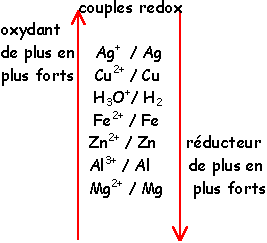 couples redox
oxydant
de plus en
plus forts
Ag⁺ / Ag
Cu²⁺ / Cu
H₃O⁺/ H₂
Fe²⁺ / Fe
Zn²⁺ / Zn
Al³⁺ / Al
Mg²⁺ / Mg
réducteur
de plus en
plus forts